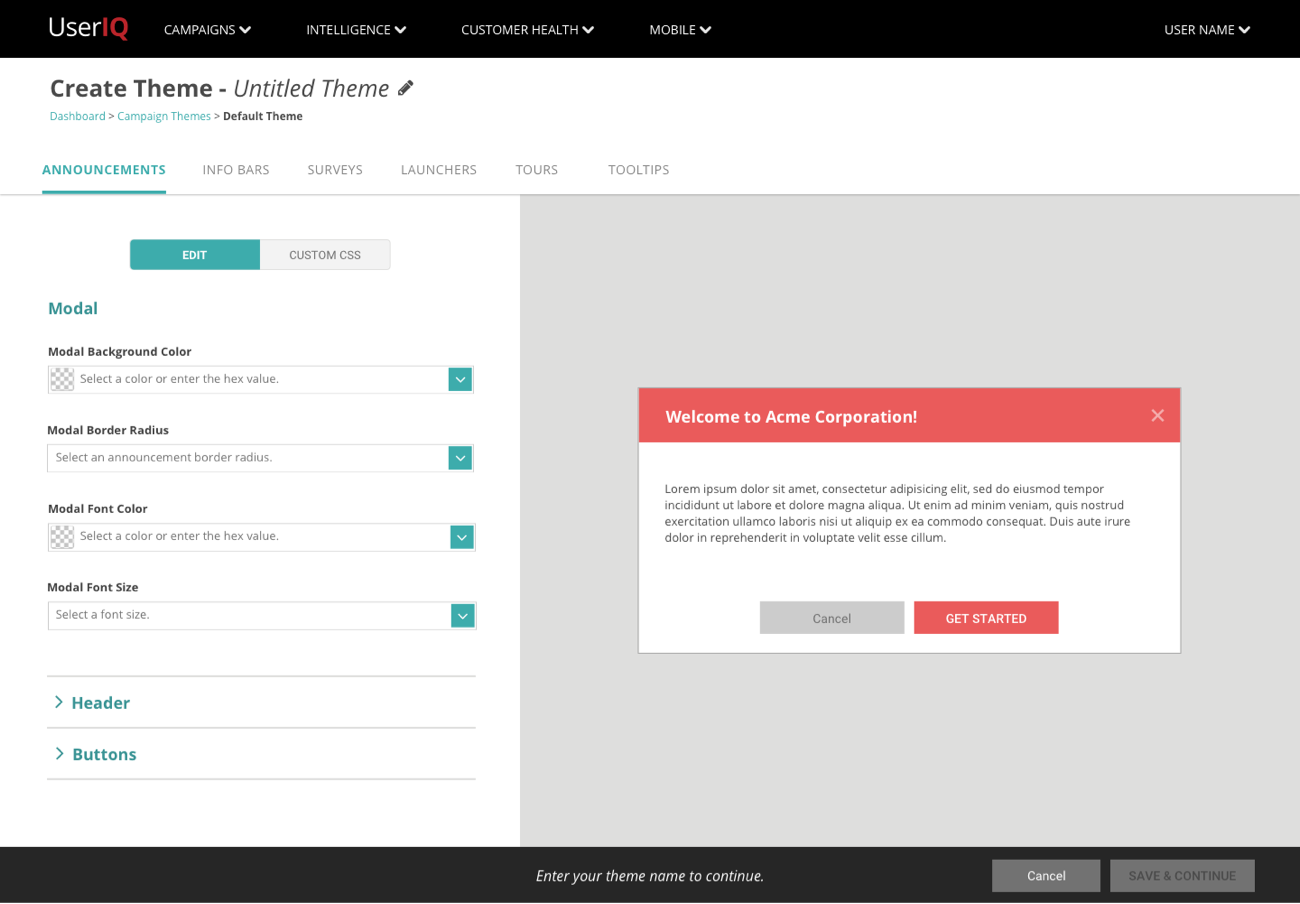 UserIQ CAMPAIGNS INTELLIGENCE CUSTOMER HEALTH MOBILE USER NAME
Create Theme - Untitled Theme
Dashboard > Campaign Themes > Default Theme
ANNOUNCEMENTS INFO BARS SURVEYS LAUNCHERS TOURS TOOLTIPS
EDIT CUSTOM CSS
Modal
Modal Background Color
Select a color or enter the hex value.
Modal Border Radius
Select an announcement border radius.
Modal Font Color
Select a color or enter the hex value.
Modal Font Size
Select a font size.
Header
Buttons
Welcome to Acme Corporation!
Lorem ipsum dolor sit amet, consectetur adipisicing elit, sed do eiusmod tempor
incididunt ut labore et dolore magna aliqua. Ut enim ad minim veniam, quis nostrud
exercitation ullamco laboris nisi ut aliquip ex ea commodo consequat. Duis aute irure
dolor in reprehenderit in voluptate velit esse cillum.
Cancel GET STARTED
Enter your theme name to continue. Cancel SAVE & CONTINUE